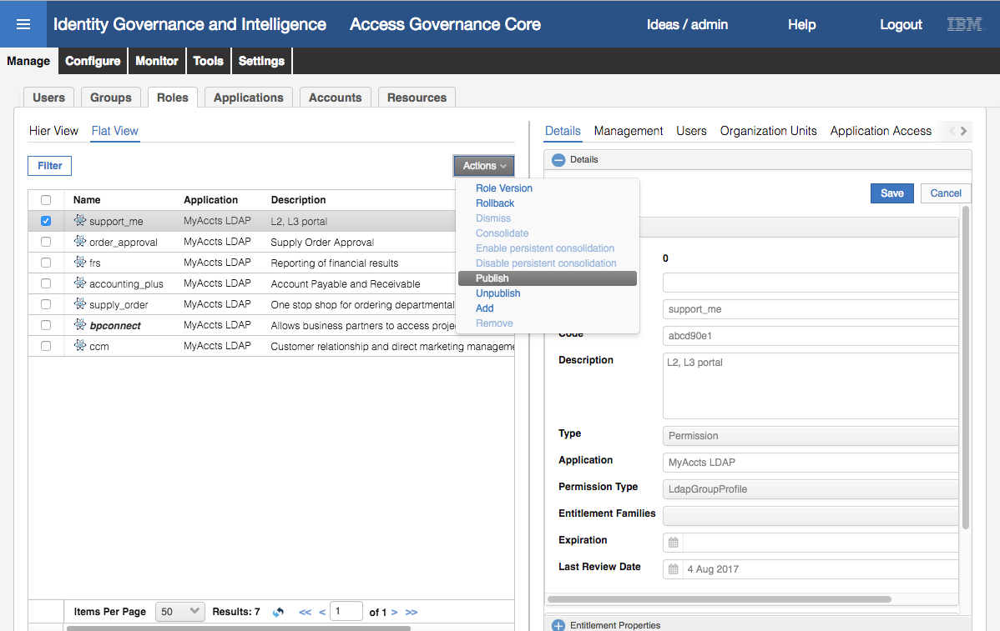 Identity Governance and Intelligence Access Governance Core Ideas / admin Help Logout IBM
Manage Configure Monitor Tools Settings
Users Groups Roles Applications Accounts Resources
Hier View Flat View
Filter Actions
Name Application Description
support_me MyAccts LDAP L2, L3 portal
order_approval MyAccts LDAP Supply Order Approval
frs MyAccts LDAP Reporting of financial results
accounting_plus MyAccts LDAP Account Payable and Receivable
supply_order MyAccts LDAP One stop shop for ordering departmental
bpconnect MyAccts LDAP Allows business partners to access proje
ccm MyAccts LDAP Customer relationship and direct marketing manageme
Items Per Page 50 Results: 7 << < 1 of 1 > >>
Role Version
Rollback
Dismiss
Consolidate
Enable persistent consolidation
Disable persistent consolidation
Publish
Unpublish
Add
Remove
Details Management Users Organization Units Application Access
Details
Save Cancel
0
support_me
Code abcd90e1
Description L2, L3 portal
Type Permission
Application MyAccts LDAP
Permission Type LdapGroupProfile
Entitlement Families
Expiration
Last Review Date 4 Aug 2017
Entitlement Properties